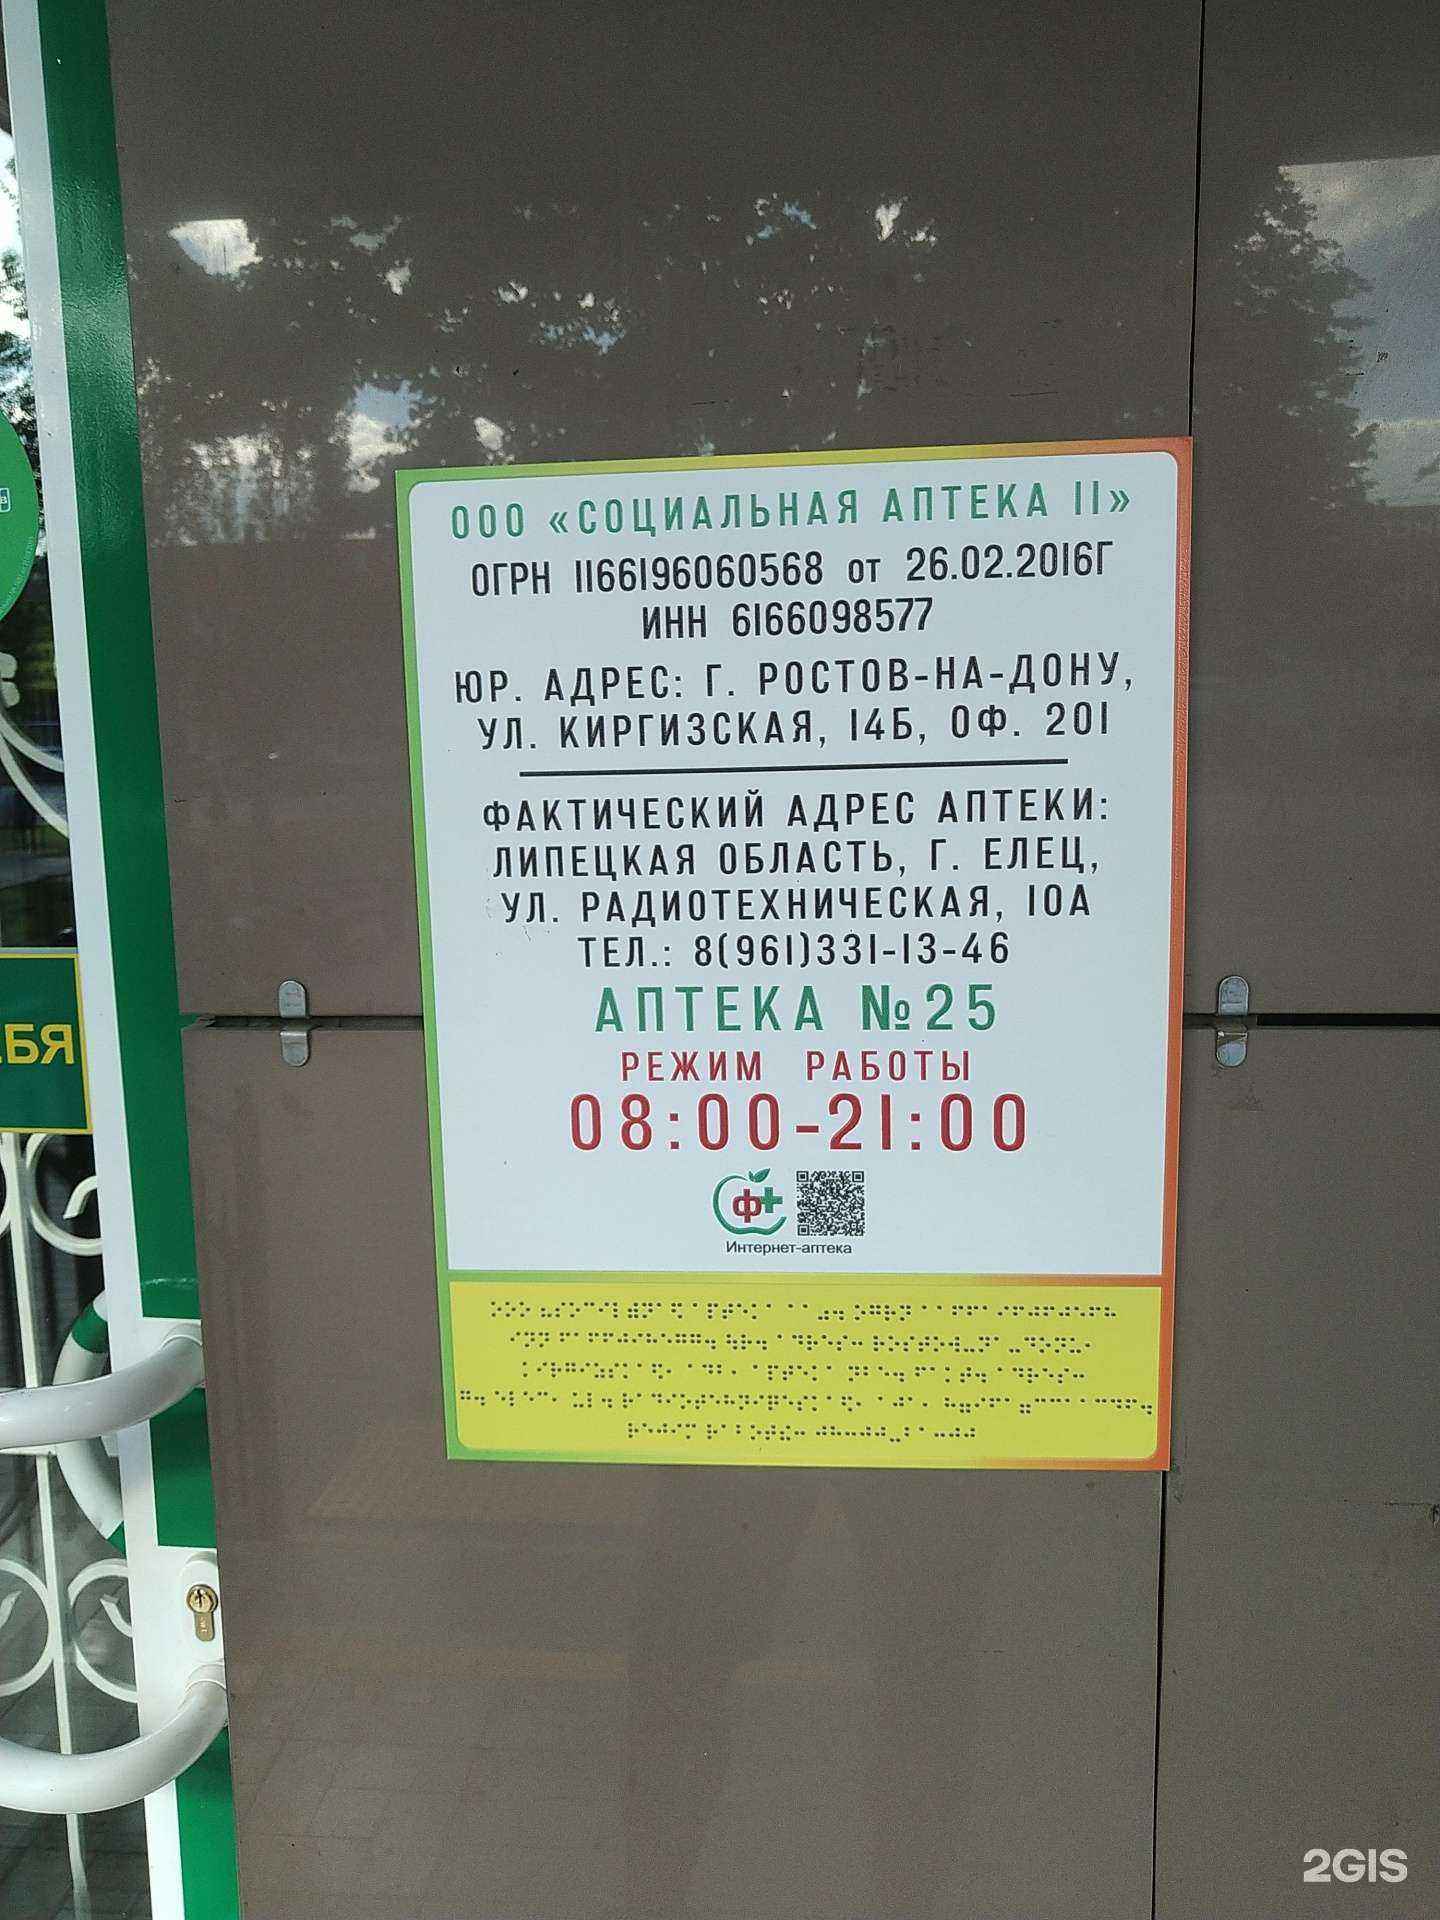 ООО «СОЦИАЛЬНАЯ АПТЕКА 11»
ОГРН 1166196060568 от 26.02.2016Г
ИНН 6166098577
ЮР. АДРЕС: Г. РОСТОВ-НА-ДОНУ,
УЛ. КИРГИЗСКАЯ, 14Б, ОФ. 201
ФАКТИЧЕСКИЙ АДРЕС АПТЕКИ:
ЛИПЕЦКАЯ ОБЛАСТЬ, Г. ЕЛЕЦ,
УЛ. РАДИОТЕХНИЧЕСКАЯ, 10А
ТЕЛ.: 8(961)331-13-46
АПТЕКА №25
РЕЖИМ РАБОТЫ
08:00-21:00
Ф+
Интернет-аптека
ЕБЯ
2GIS